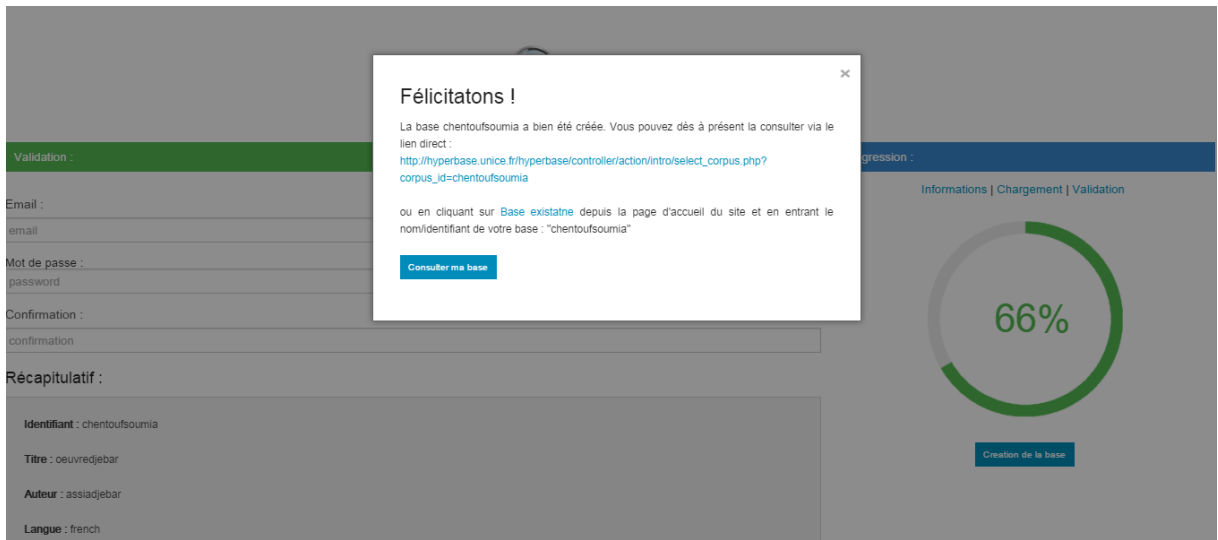 ×
Félicitatons !
La base chentoufsoumia a bien été créée. Vous pouvez dès à présent la consulter via le
lien direct :
http://hyperbase.unice.fr/hyperbase/controller/action/intro/select_corpus.php?
corpus_id=chentoufsoumia
ou en cliquant sur Base existatne depuis la page d'accueil du site et en entrant le
nom/identifiant de votre base : "chentoufsoumia"
Consulter ma base
Validation :
Email :
email
Mot de passe :
password
Confirmation :
confirmation
Récapitulatif :
Identifiant : chentoufsoumia
Titre : oeuvredjebar
Auteur : assiadjebar
Langue : french
gression :
Informations | Chargement | Validation
66%
Creation de la base